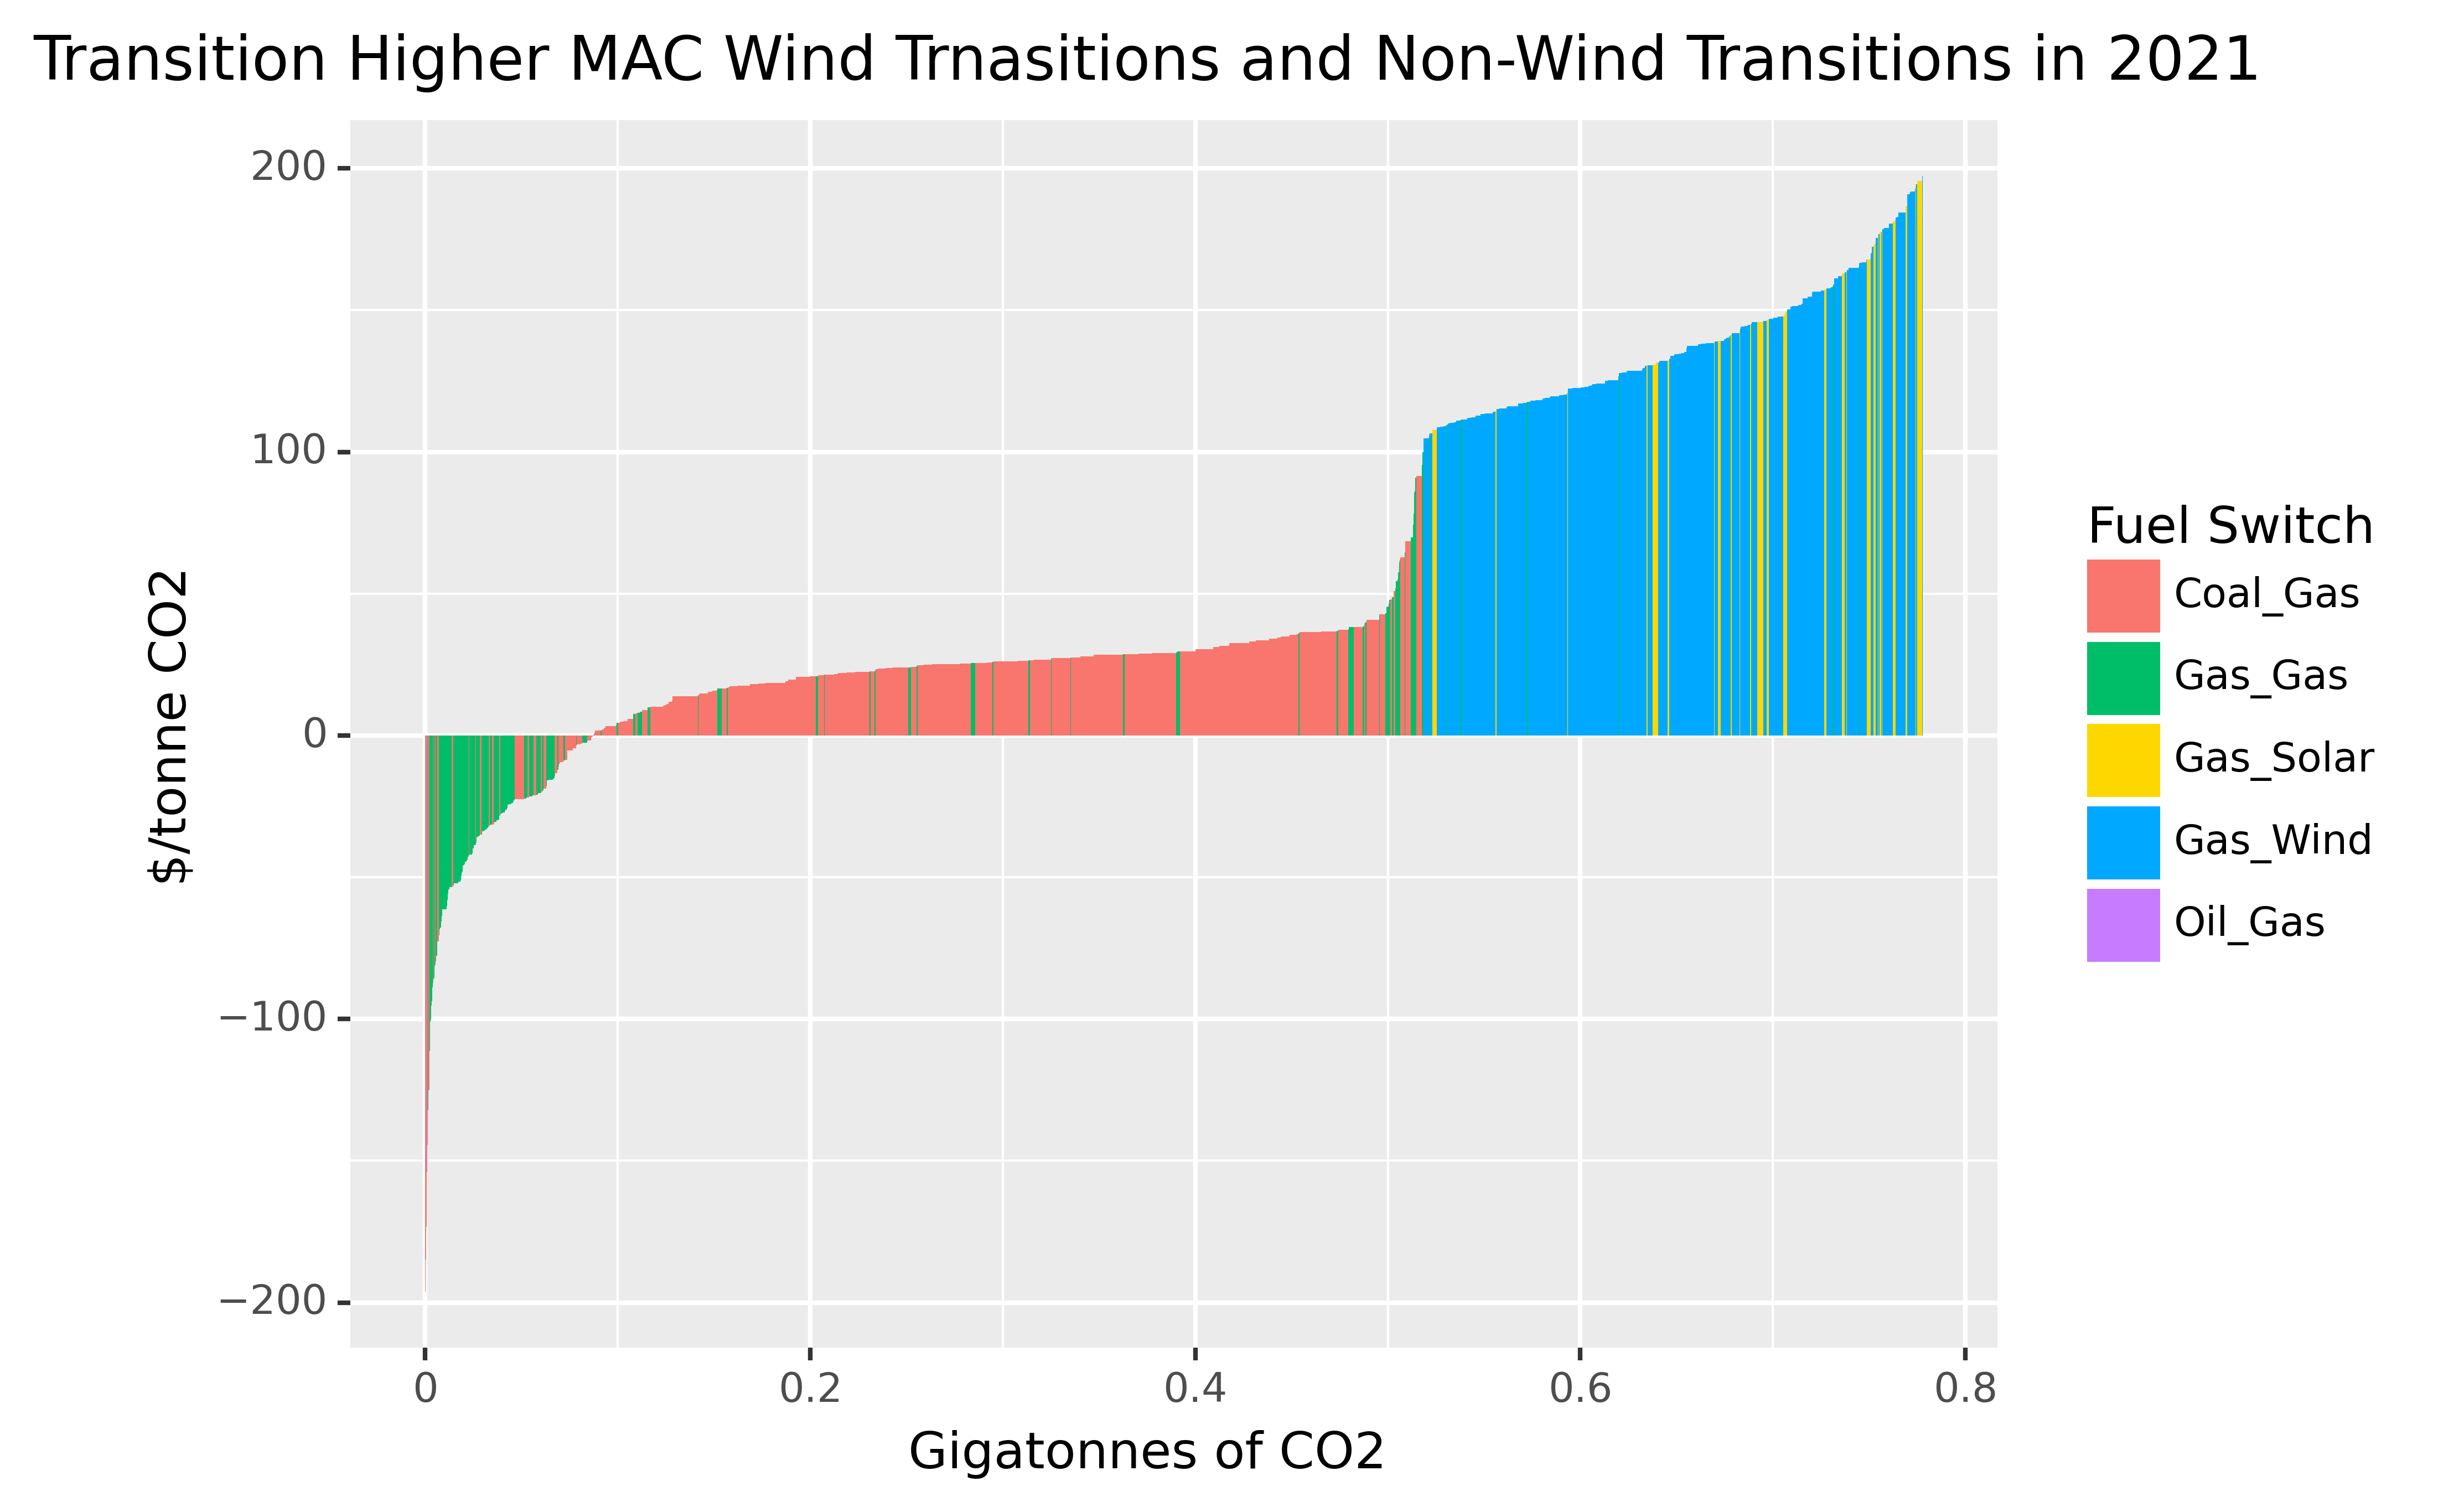 Transition Higher MAC Wind Trnasitions and Non-Wind Transitions in 2021
200
100
0
−100
−200
$/tonne CO2
0
0.2
0.4
0.6
0.8
Gigatonnes of CO2
Fuel Switch
Coal_Gas
Gas_Gas
Gas_Solar
Gas_Wind
Oil_Gas